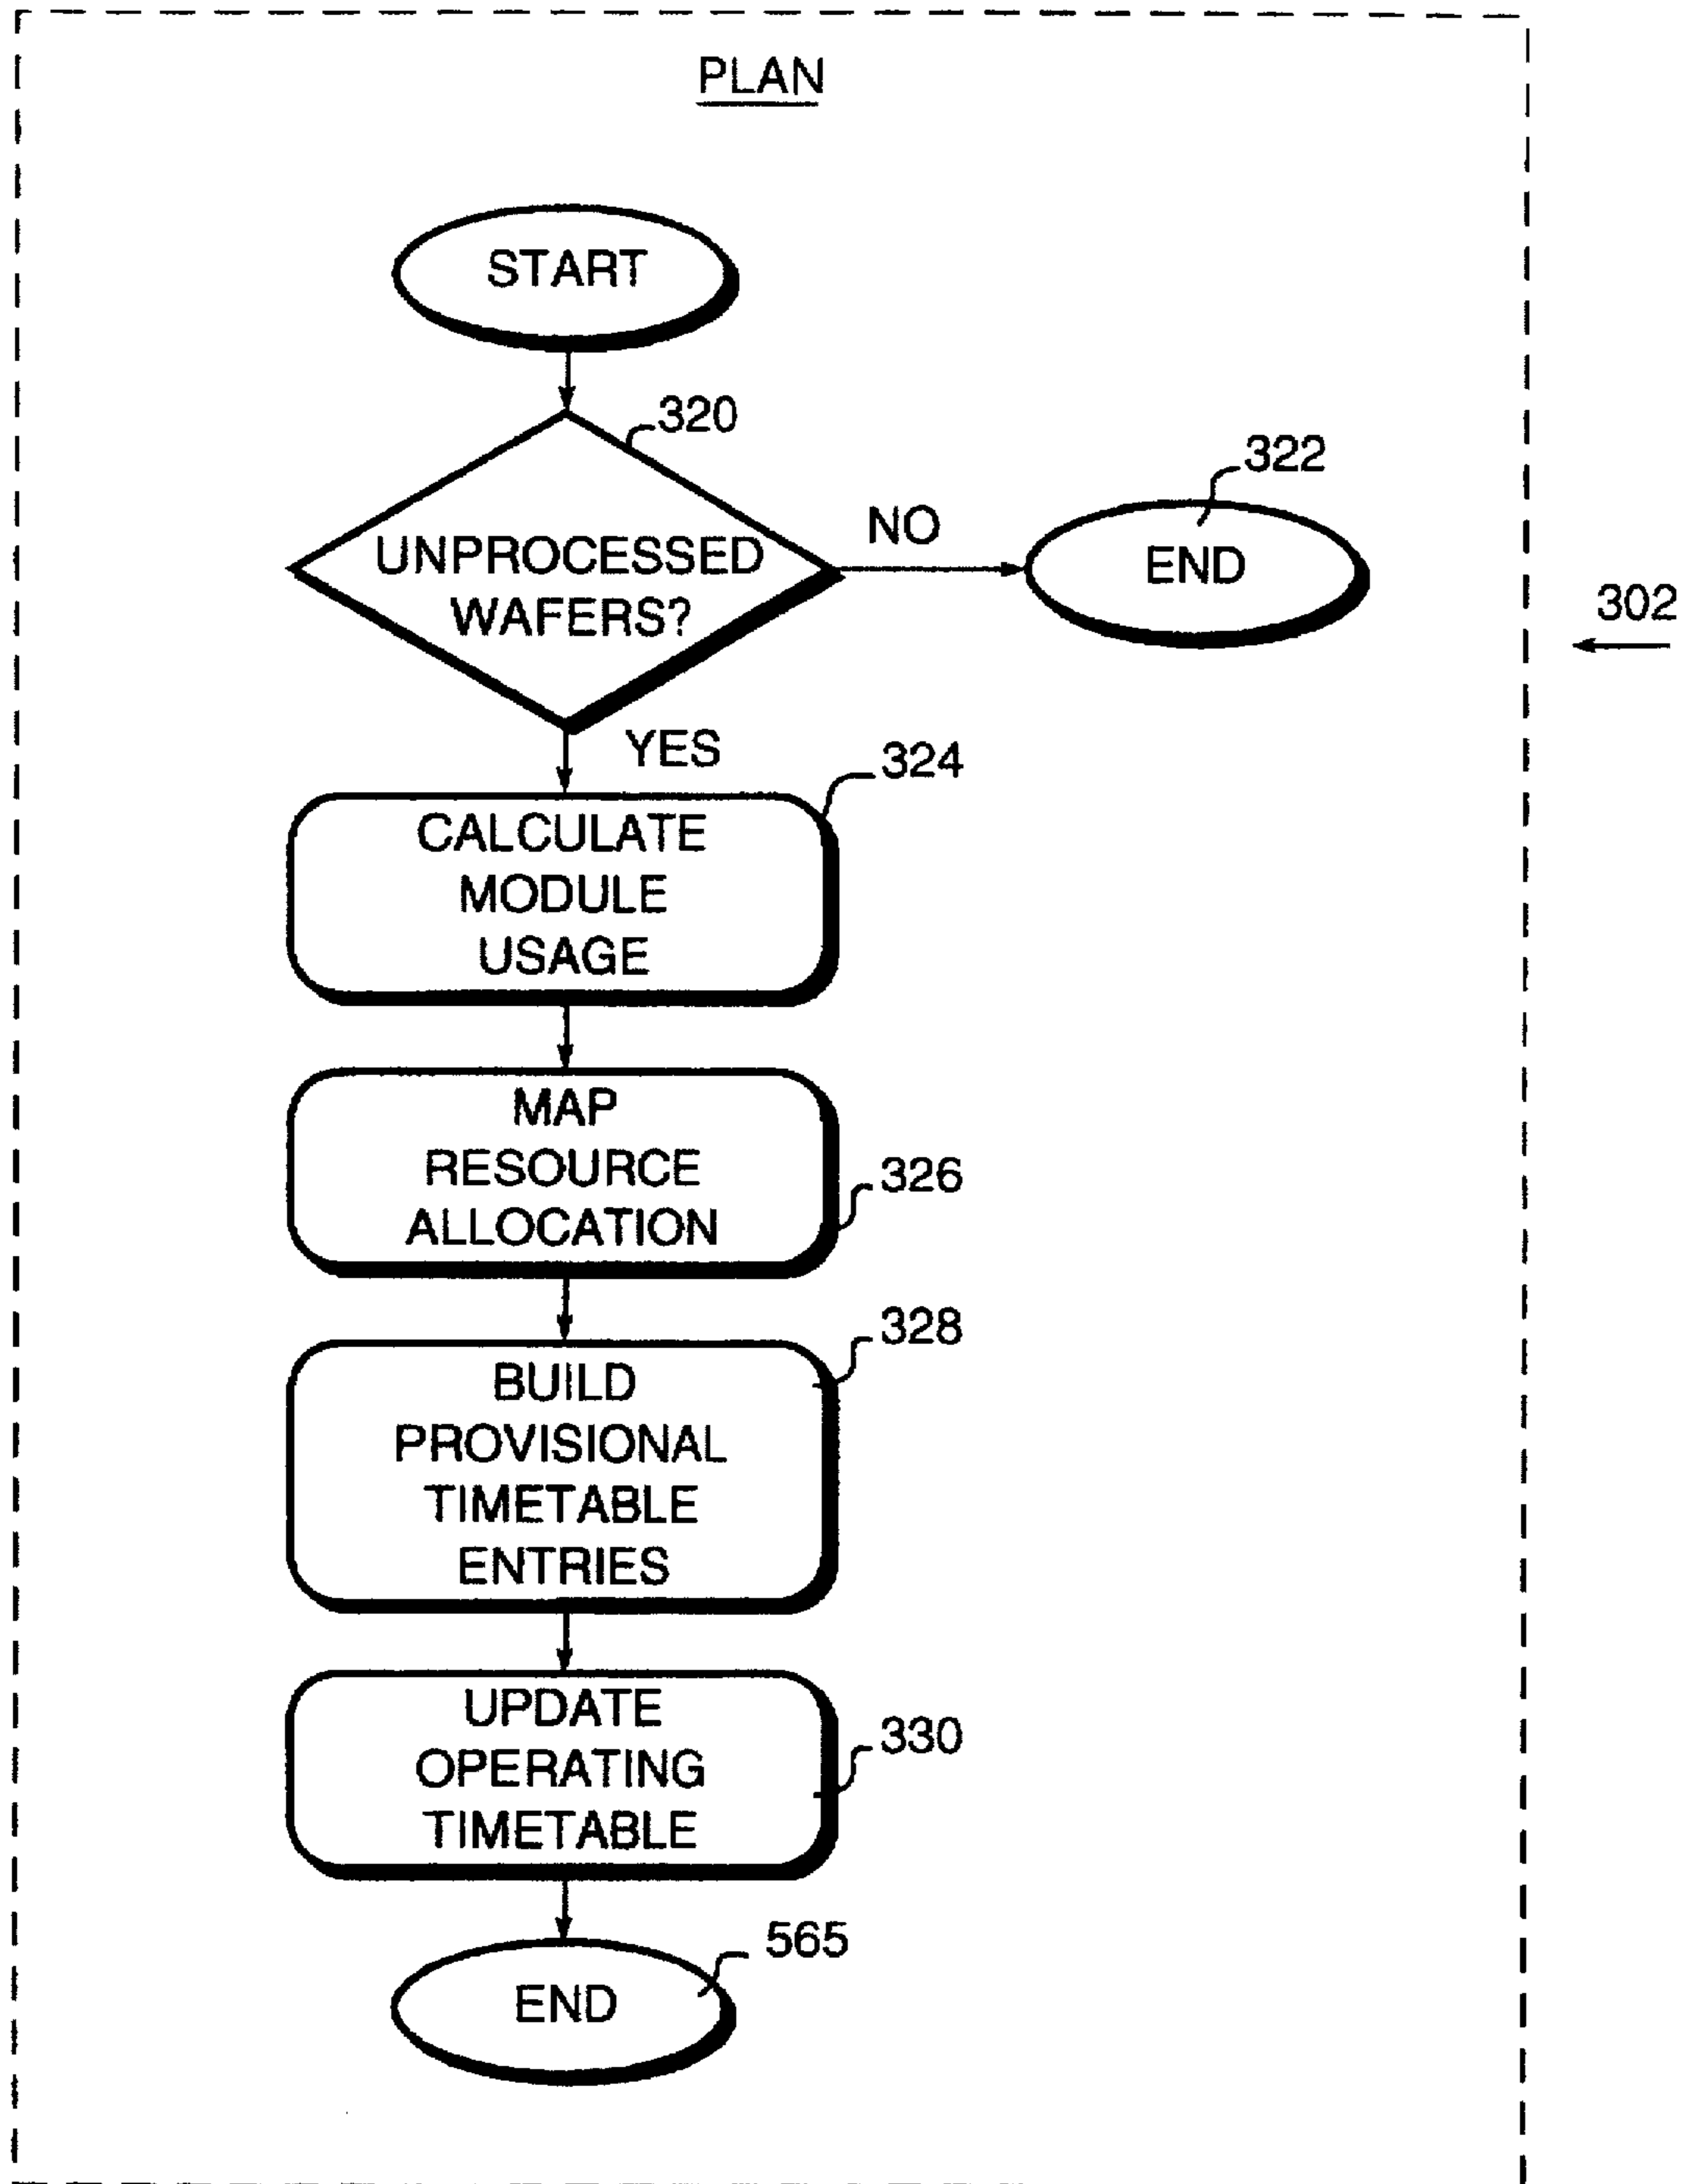 PLAN
START
320
322
UNPROCESSED
WAFERS?
NO
END
302
YES
324
CALCULATE
MODULE
USAGE
MAP
RESOURCE
ALLOCATION
326
328
BUILD
PROVISIONAL
TIMETABLE
ENTRIES
UPDATE
OPERATING
TIMETABLE
330
565
END